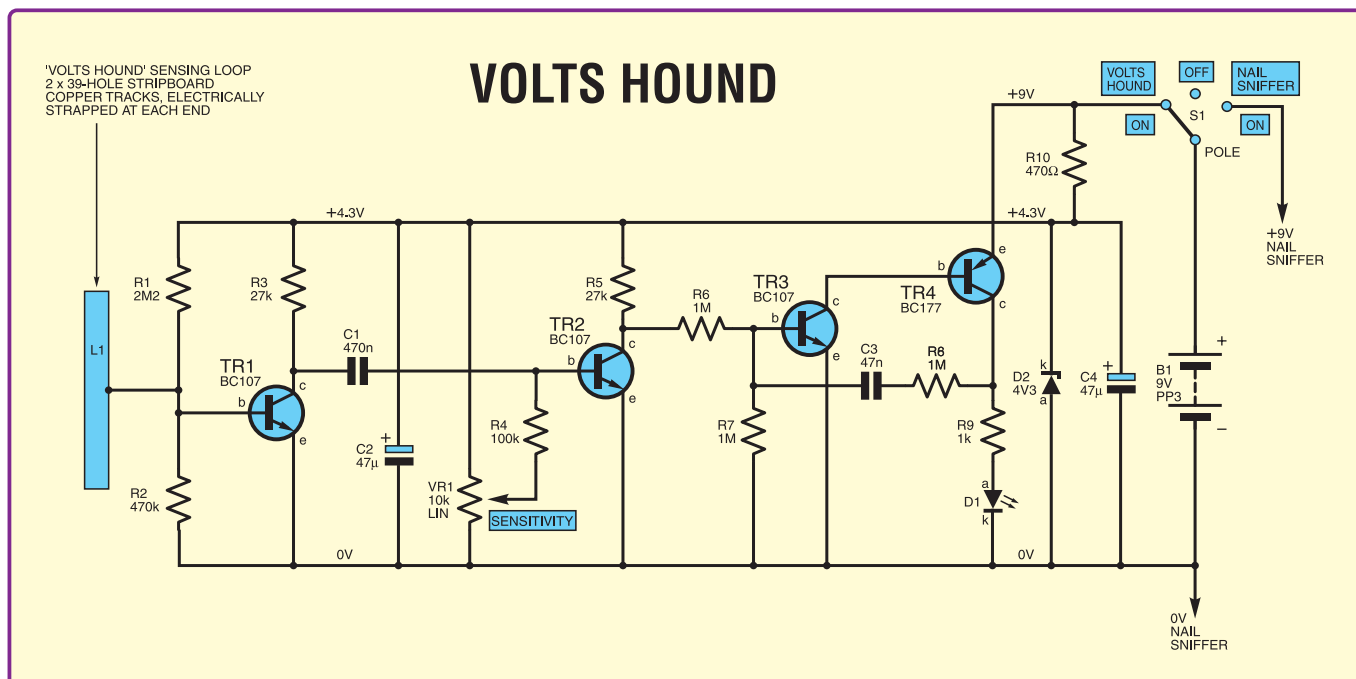 VOLTS HOUND
'VOLTS HOUND' SENSING LOOP
2 x 39-HOLE STRIPBOARD
COPPER TRACKS, ELECTRICALLY
STRAPPED AT EACH END
VOLTS
HOUND
OFF
NAIL
SNIFFER
ON
S1
ON
POLE
+9V
R10
470Ω
+4.3V
+4.3V
+9V
NAIL
SNIFFER
R1
2M2
R3
27k
R5
27k
L1
TR1
BC107
b
c
e
C1
470n
TR2
BC107
b
c
e
R6
1M
TR3
BC107
b
c
e
TR4
BC177
b
e
c
C3
47n
R8
1M
R2
470k
C2
47µ
+
R4
100k
VR1
10k
LIN
SENSITIVITY
R7
1M
R9
1k
D1
a
k
D2
4V3
k
a
C4
47µ
+
B1
9V
PP3
+
–
0V
0V
0V
NAIL
SNIFFER